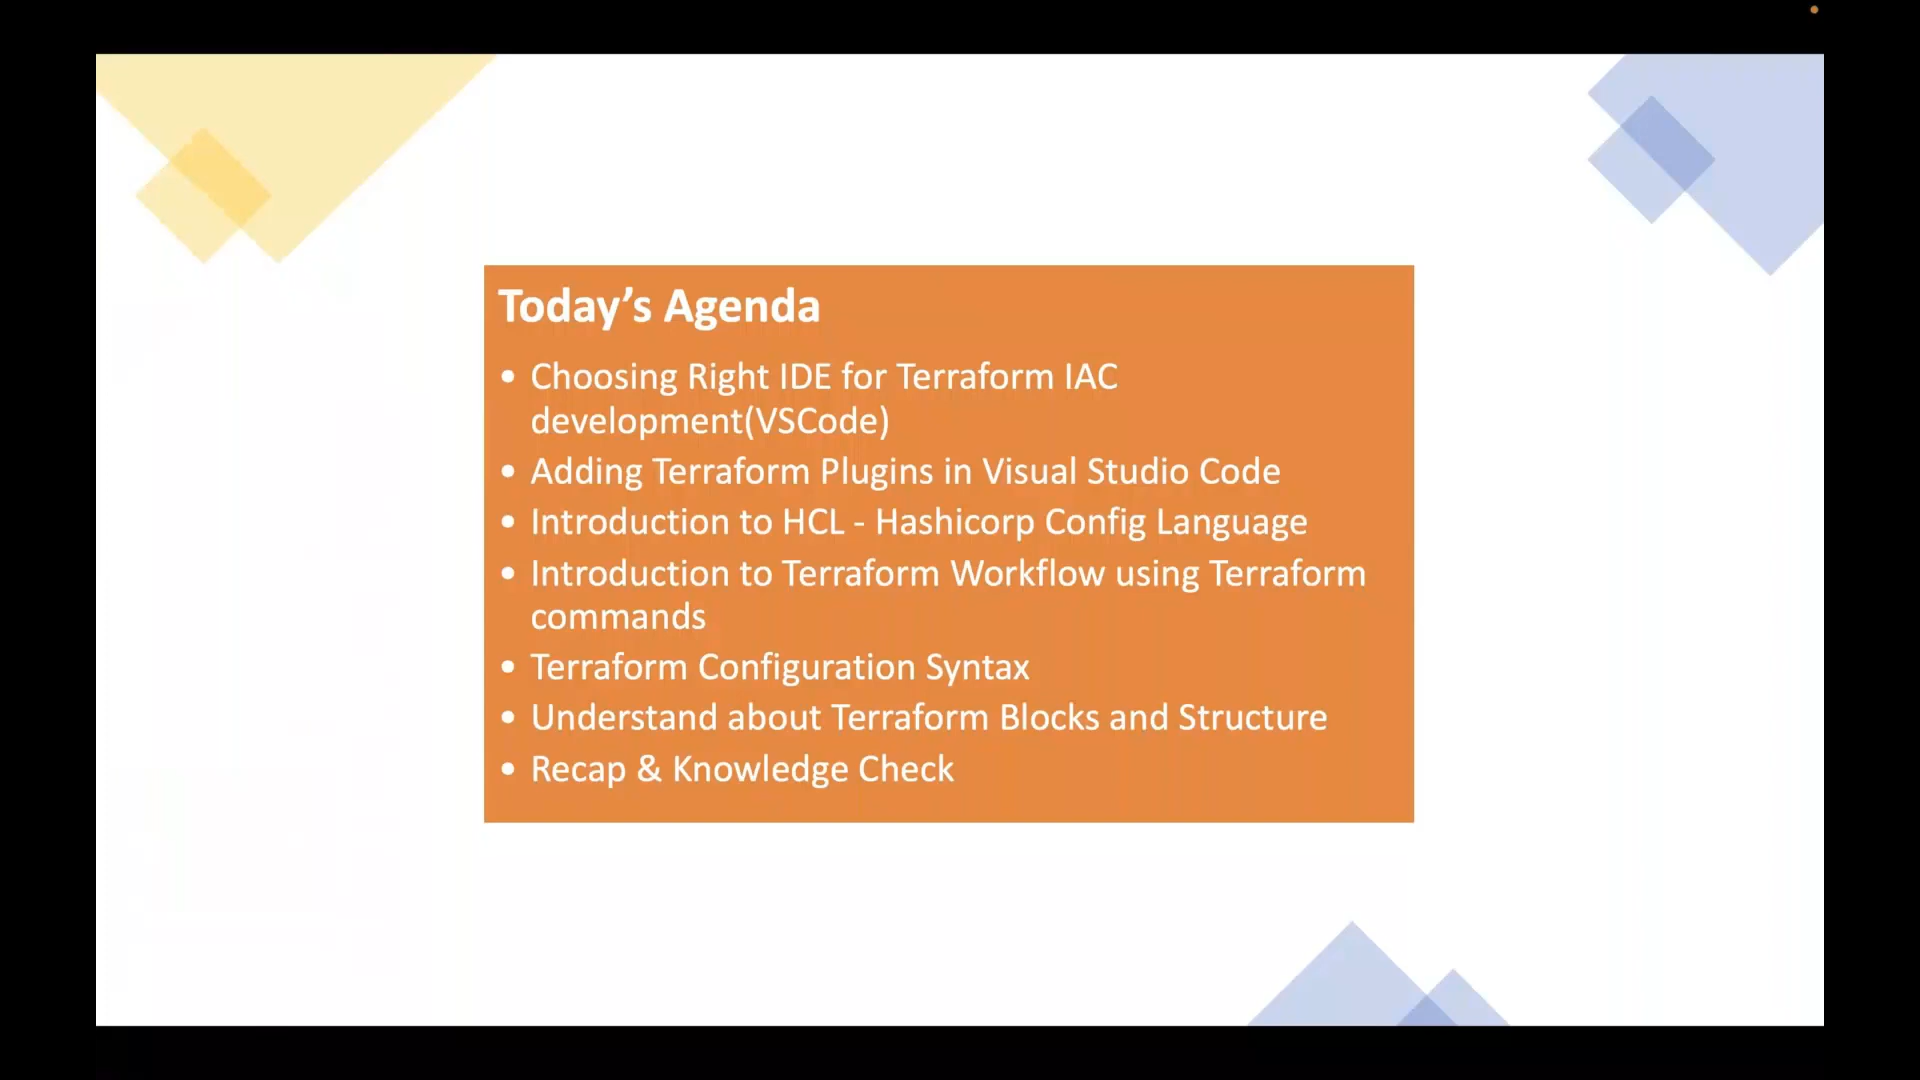 Today’s Agenda
• Choosing Right IDE for Terraform IAC
development(VSCode)
• Adding Terraform Plugins in Visual Studio Code
• Introduction to HCL - Hashicorp Config Language
• Introduction to Terraform Workflow using Terraform
commands
• Terraform Configuration Syntax
• Understand about Terraform Blocks and Structure
• Recap & Knowledge Check